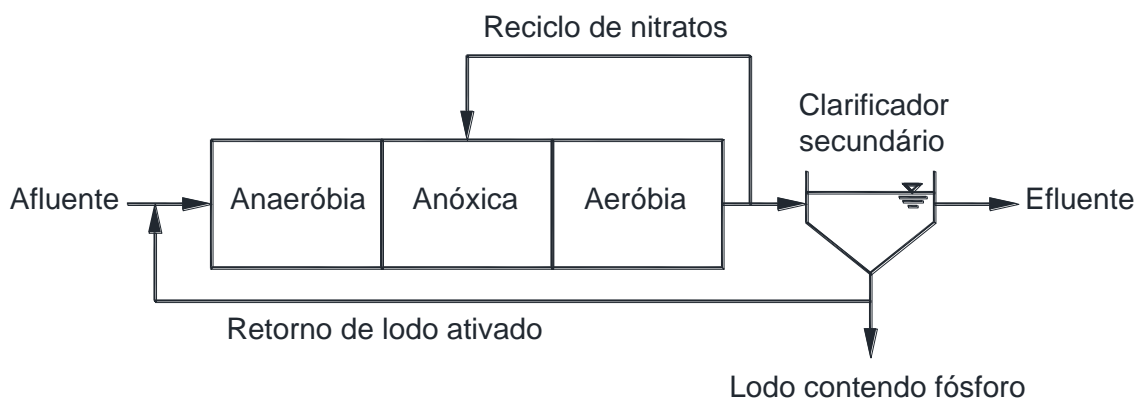 Reciclo de nitratos
Clarificador
secundário
Afluente
Anaeróbia
Anóxica
Aeróbia
Efluente
Retorno de lodo ativado
Lodo contendo fósforo